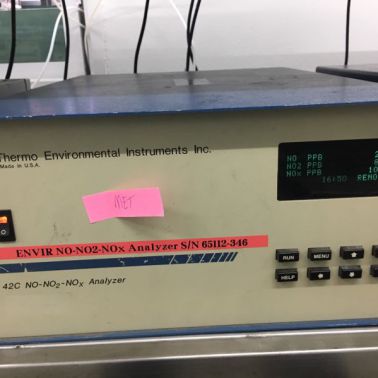 Thermo Environmental Instruments Inc.
Made in U.S.A.
NO PPB
NO2 PPB
NOx PPB 10
16:50 REMO
MET
ENVIR NO-NO2-NOx Analyzer S/N 65112-346
42C NO-NO₂-NOx Analyzer
RUN MENU
HELP